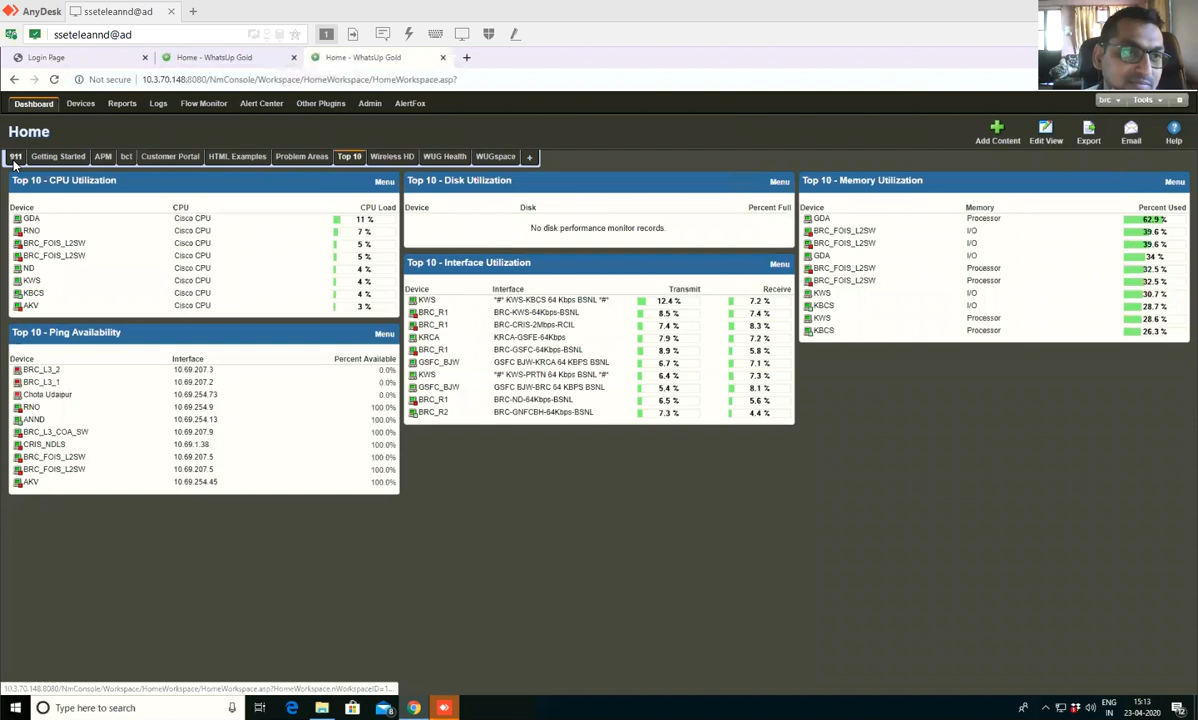 AnyDesk sseteleannd@ad
sseteleannd@ad
Login Page Home - WhatsUp Gold Home - WhatsUp Gold
Not secure 10.3.70.148:8080/NmConsole/Workspace/HomeWorkspace/HomeWorkspace.asp?
Dashboard Devices Reports Logs Flow Monitor Alert Center Other Plugins Admin AlertFox brc Tools
Home
Add Content Edit View Export Email Help
911 Getting Started APM bct Customer Portal HTML Examples Problem Areas Top 10 Wireless HD WUG Health WUGspace +
Top 10 - CPU Utilization Menu
Device CPU CPU Load
GDA Cisco CPU 11 %
RNO Cisco CPU 7 %
BRC_FOIS_L2SW Cisco CPU 5 %
BRC_FOIS_L2SW Cisco CPU 5 %
ND Cisco CPU 4 %
KWS Cisco CPU 4 %
KBCS Cisco CPU 4 %
AKV Cisco CPU 3 %
Top 10 - Ping Availability Menu
Device Interface Percent Available
BRC_L3_2 10.69.207.3 0.0%
BRC_L3_1 10.69.207.2 0.0%
Chota Udaipur 10.69.254.73 0.0%
RNO 10.69.254.9 100.0%
ANND 10.69.254.13 100.0%
BRC_L3_COA_SW 10.69.207.9 100.0%
CRIS_NDLS 10.69.1.38 100.0%
BRC_FOIS_L2SW 10.69.207.5 100.0%
BRC_FOIS_L2SW 10.69.207.5 100.0%
AKV 10.69.254.45 100.0%
Top 10 - Disk Utilization Menu
Device Disk Percent Full
No disk performance monitor records.
Top 10 - Interface Utilization Menu
Device Interface Transmit Receive
KWS "#" KWS-KBCS 64 Kbps BSNL "#" 12.4 % 7.2 %
BRC_R1 BRC-KWS-64Kbps-BSNL 8.5 % 7.4 %
BRC_R1 BRC-CRIS-2Mbps-RCIL 7.4 % 8.3 %
KRCA KRCA-GSFE-64Kbps 7.9 % 7.2 %
BRC_R1 BRC-GSFC-64Kbps-BSNL 8.9 % 5.8 %
GSFC_BJW GSFC BJW-KRCA 64 KBPS BSNL 6.7 % 7.1 %
KWS "#" KWS-PRTN 64 Kbps BSNL "#" 6.4 % 7.3 %
GSFC_BJW GSFC BJW-BRC 64 KBPS BSNL 5.4 % 8.1 %
BRC_R1 BRC-ND-64Kbps-BSNL 6.5 % 5.6 %
BRC_R2 BRC-GNFCBH-64Kbps-BSNL 7.3 % 4.4 %
Top 10 - Memory Utilization Menu
Device Memory Percent Used
GDA Processor 62.9 %
BRC_FOIS_L2SW I/O 39.6 %
BRC_FOIS_L2SW I/O 39.6 %
GDA I/O 34 %
BRC_FOIS_L2SW Processor 32.5 %
BRC_FOIS_L2SW Processor 32.5 %
KWS I/O 30.7 %
KBCS I/O 28.7 %
KWS Processor 28.6 %
KBCS Processor 26.3 %
10.3.70.148:8080/NmConsole/Workspace/HomeWorkspace/HomeWorkspace.asp?HomeWorkspace.nWorkspaceID=1...
Type here to search
ENG 15:13
IN 23-04-2020